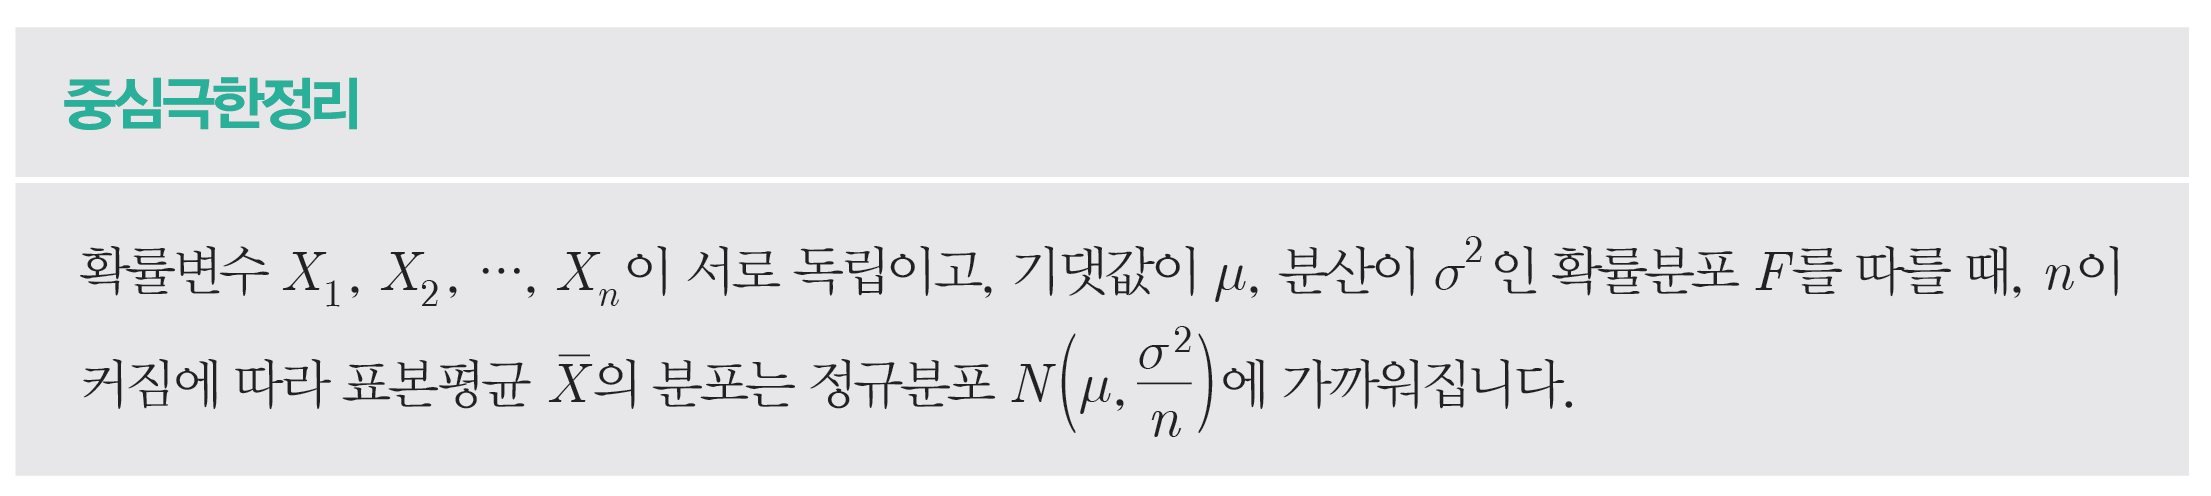 중심극한정리
확률변수 X₁, X₂, ⋯, Xₙ이 서로 독립이고, 기댓값이 μ, 분산이 σ²인 확률분포 F를 따를 때, n이
커짐에 따라 표본평균 X̄의 분포는 정규분포 N(μ, σ²/n)에 가까워집니다.